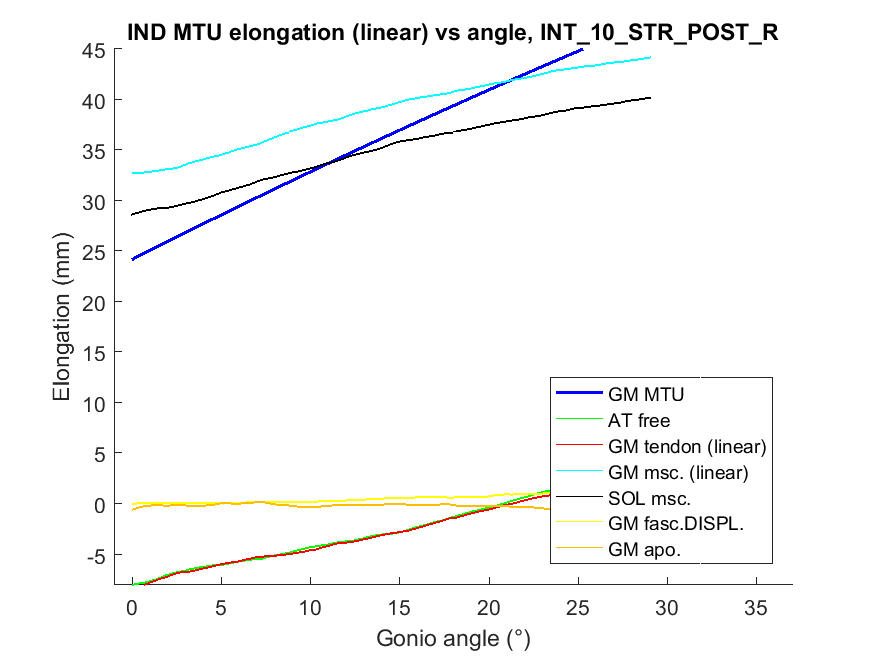 IND MTU elongation (linear) vs angle, INT_10_STR_POST_R
45
40
35
30
25
20
15
10
5
0
-5
Elongation (mm)
GM MTU
AT free
GM tendon (linear)
GM msc. (linear)
SOL msc.
GM fasc.DISPL.
GM apo.
0 5 10 15 20 25 30 35
Gonio angle (°)